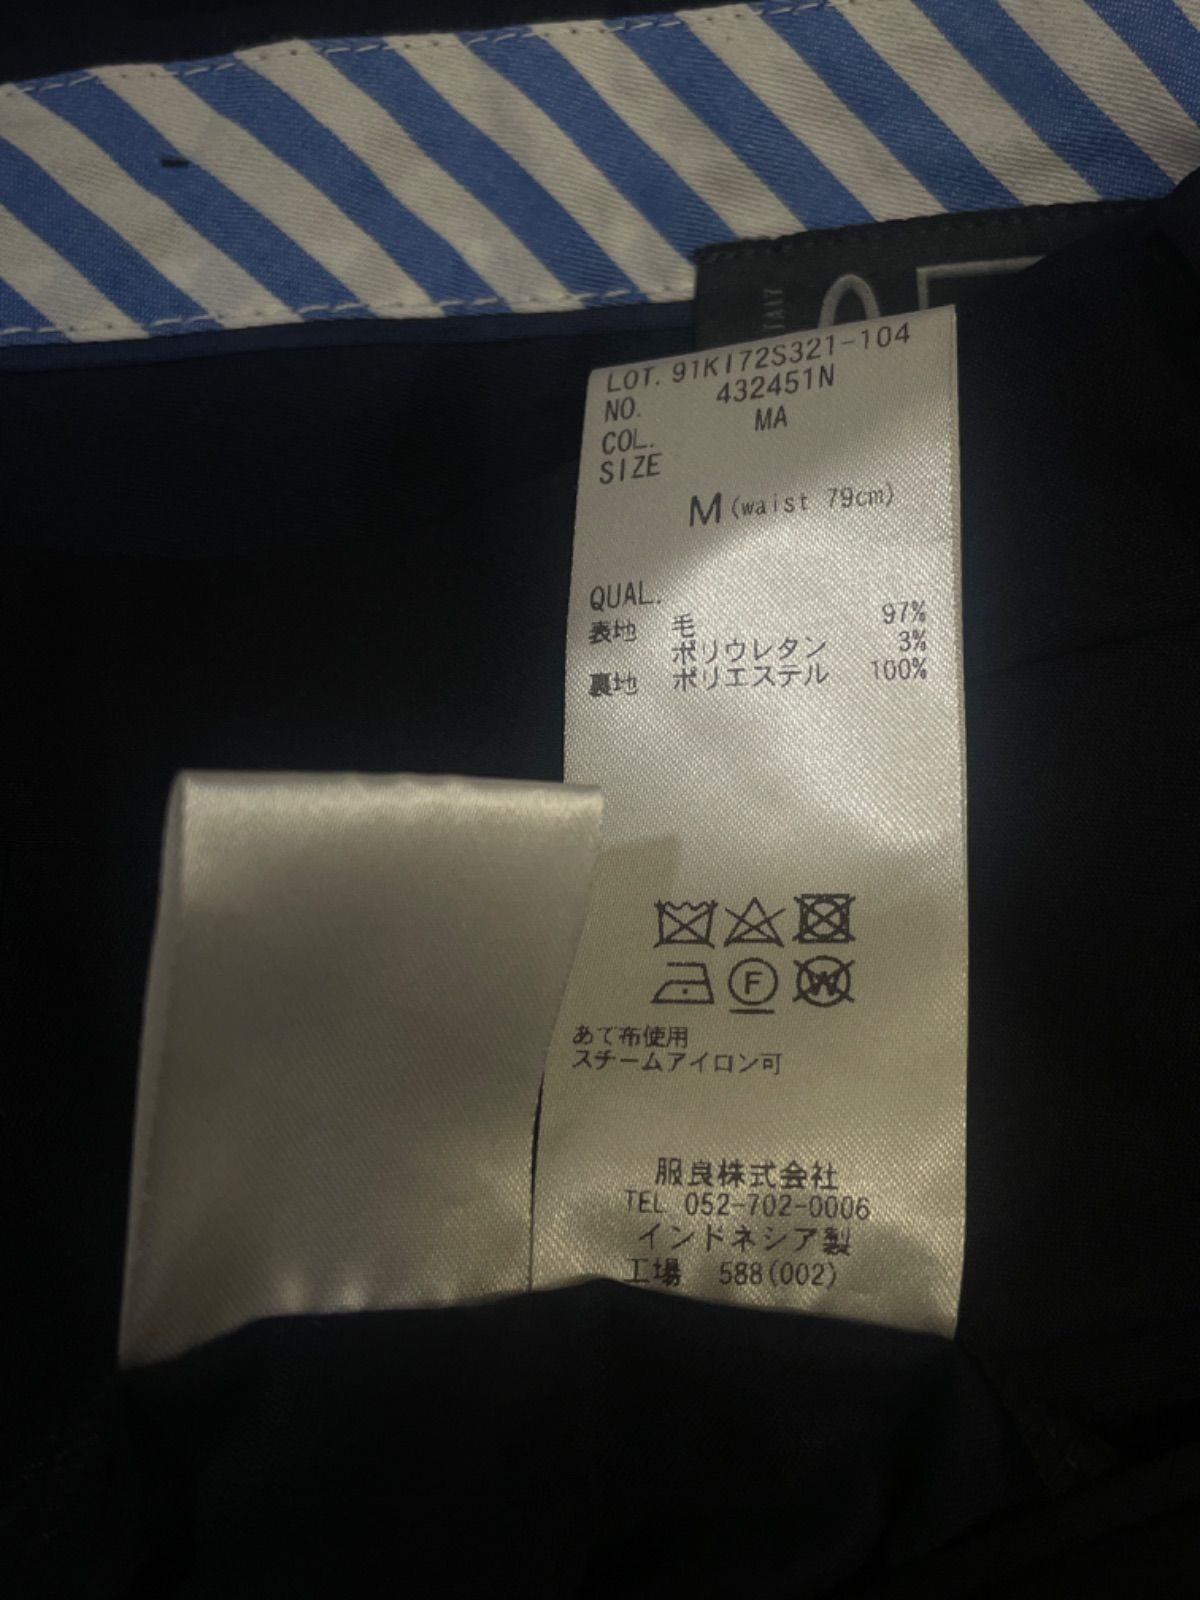 ITALY
LOT. 91KI72S321-104
NO. 432451N
COL. MA
SIZE
M (waist 79cm)
QUAL.
表地 毛 97%
ポリウレタン 3%
裏地 ポリエステル 100%
F
W
あて布使用
スチームアイロン可
服良株式会社
TEL 052-702-0006
インドネシア製
工場 588(002)